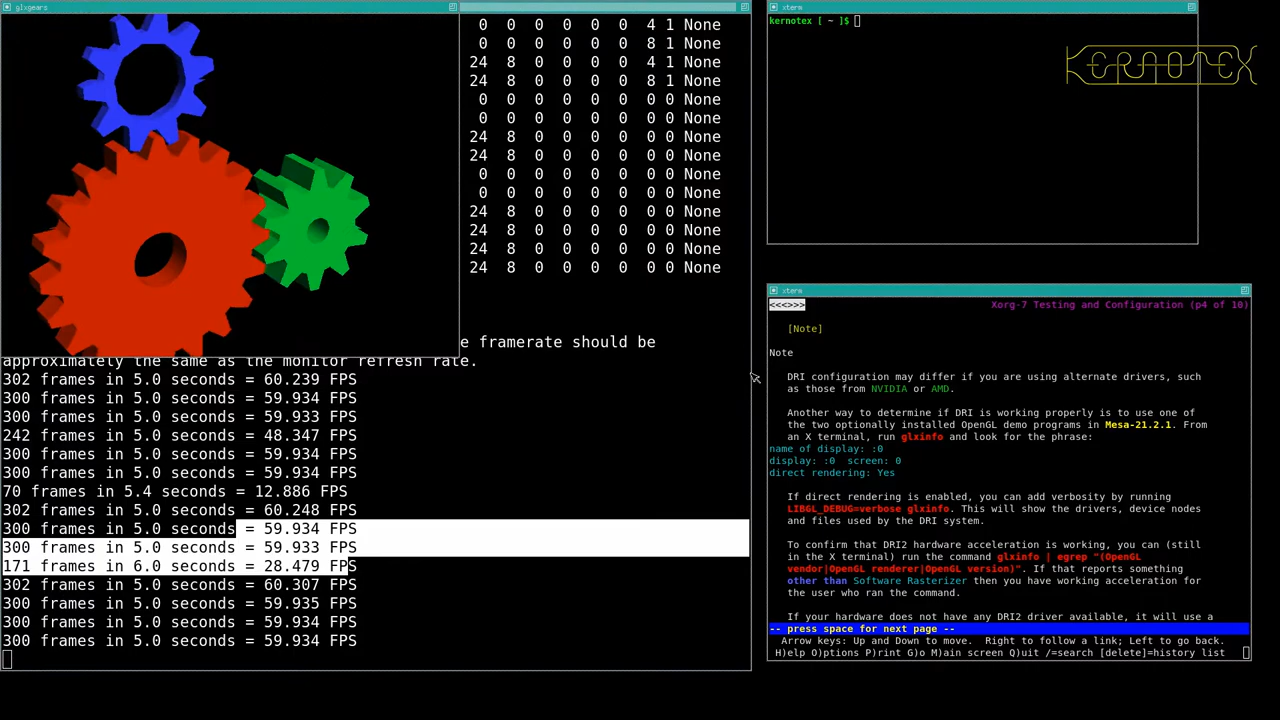 glxgears
0 0 0 0 0 4 1 None
0 0 0 0 0 8 1 None
24 8 0 0 0 0 4 1 None
24 8 0 0 0 0 8 1 None
0 0 0 0 0 0 0 None
0 0 0 0 0 0 0 None
24 8 0 0 0 0 0 0 None
24 8 0 0 0 0 0 0 None
0 0 0 0 0 0 0 None
0 0 0 0 0 0 0 None
24 8 0 0 0 0 0 0 None
24 8 0 0 0 0 0 0 None
24 8 0 0 0 0 0 0 None
24 8 0 0 0 0 0 0 None
e framerate should be
approximately the same as the monitor refresh rate.
302 frames in 5.0 seconds = 60.239 FPS
300 frames in 5.0 seconds = 59.934 FPS
300 frames in 5.0 seconds = 59.933 FPS
242 frames in 5.0 seconds = 48.347 FPS
300 frames in 5.0 seconds = 59.934 FPS
300 frames in 5.0 seconds = 59.934 FPS
70 frames in 5.4 seconds = 12.886 FPS
302 frames in 5.0 seconds = 60.248 FPS
300 frames in 5.0 seconds = 59.934 FPS
300 frames in 5.0 seconds = 59.933 FPS
171 frames in 6.0 seconds = 28.479 FPS
302 frames in 5.0 seconds = 60.307 FPS
300 frames in 5.0 seconds = 59.935 FPS
300 frames in 5.0 seconds = 59.934 FPS
300 frames in 5.0 seconds = 59.934 FPS
xterm
kernotex [ ~ ]$
KERNOTEX
xterm
<<<>>> Xorg-7 Testing and Configuration (p4 of 10)
[Note]
Note
DRI configuration may differ if you are using alternate drivers, such
as those from NVIDIA or AMD.
Another way to determine if DRI is working properly is to use one of
the two optionally installed OpenGL demo programs in Mesa-21.2.1. From
an X terminal, run glxinfo and look for the phrase:
name of display: :0
display: :0 screen: 0
direct rendering: Yes
If direct rendering is enabled, you can add verbosity by running
LIBGL_DEBUG=verbose glxinfo. This will show the drivers, device nodes
and files used by the DRI system.
To confirm that DRI2 hardware acceleration is working, you can (still
in the X terminal) run the command glxinfo | egrep "(OpenGL
vendor|OpenGL renderer|OpenGL version)". If that reports something
other than Software Rasterizer then you have working acceleration for
the user who ran the command.
If your hardware does not have any DRI2 driver available, it will use a
-- press space for next page --
Arrow keys: Up and Down to move. Right to follow a link; Left to go back.
H)elp O)ptions P)rint G)o M)ain screen Q)uit /=search [delete]=history list